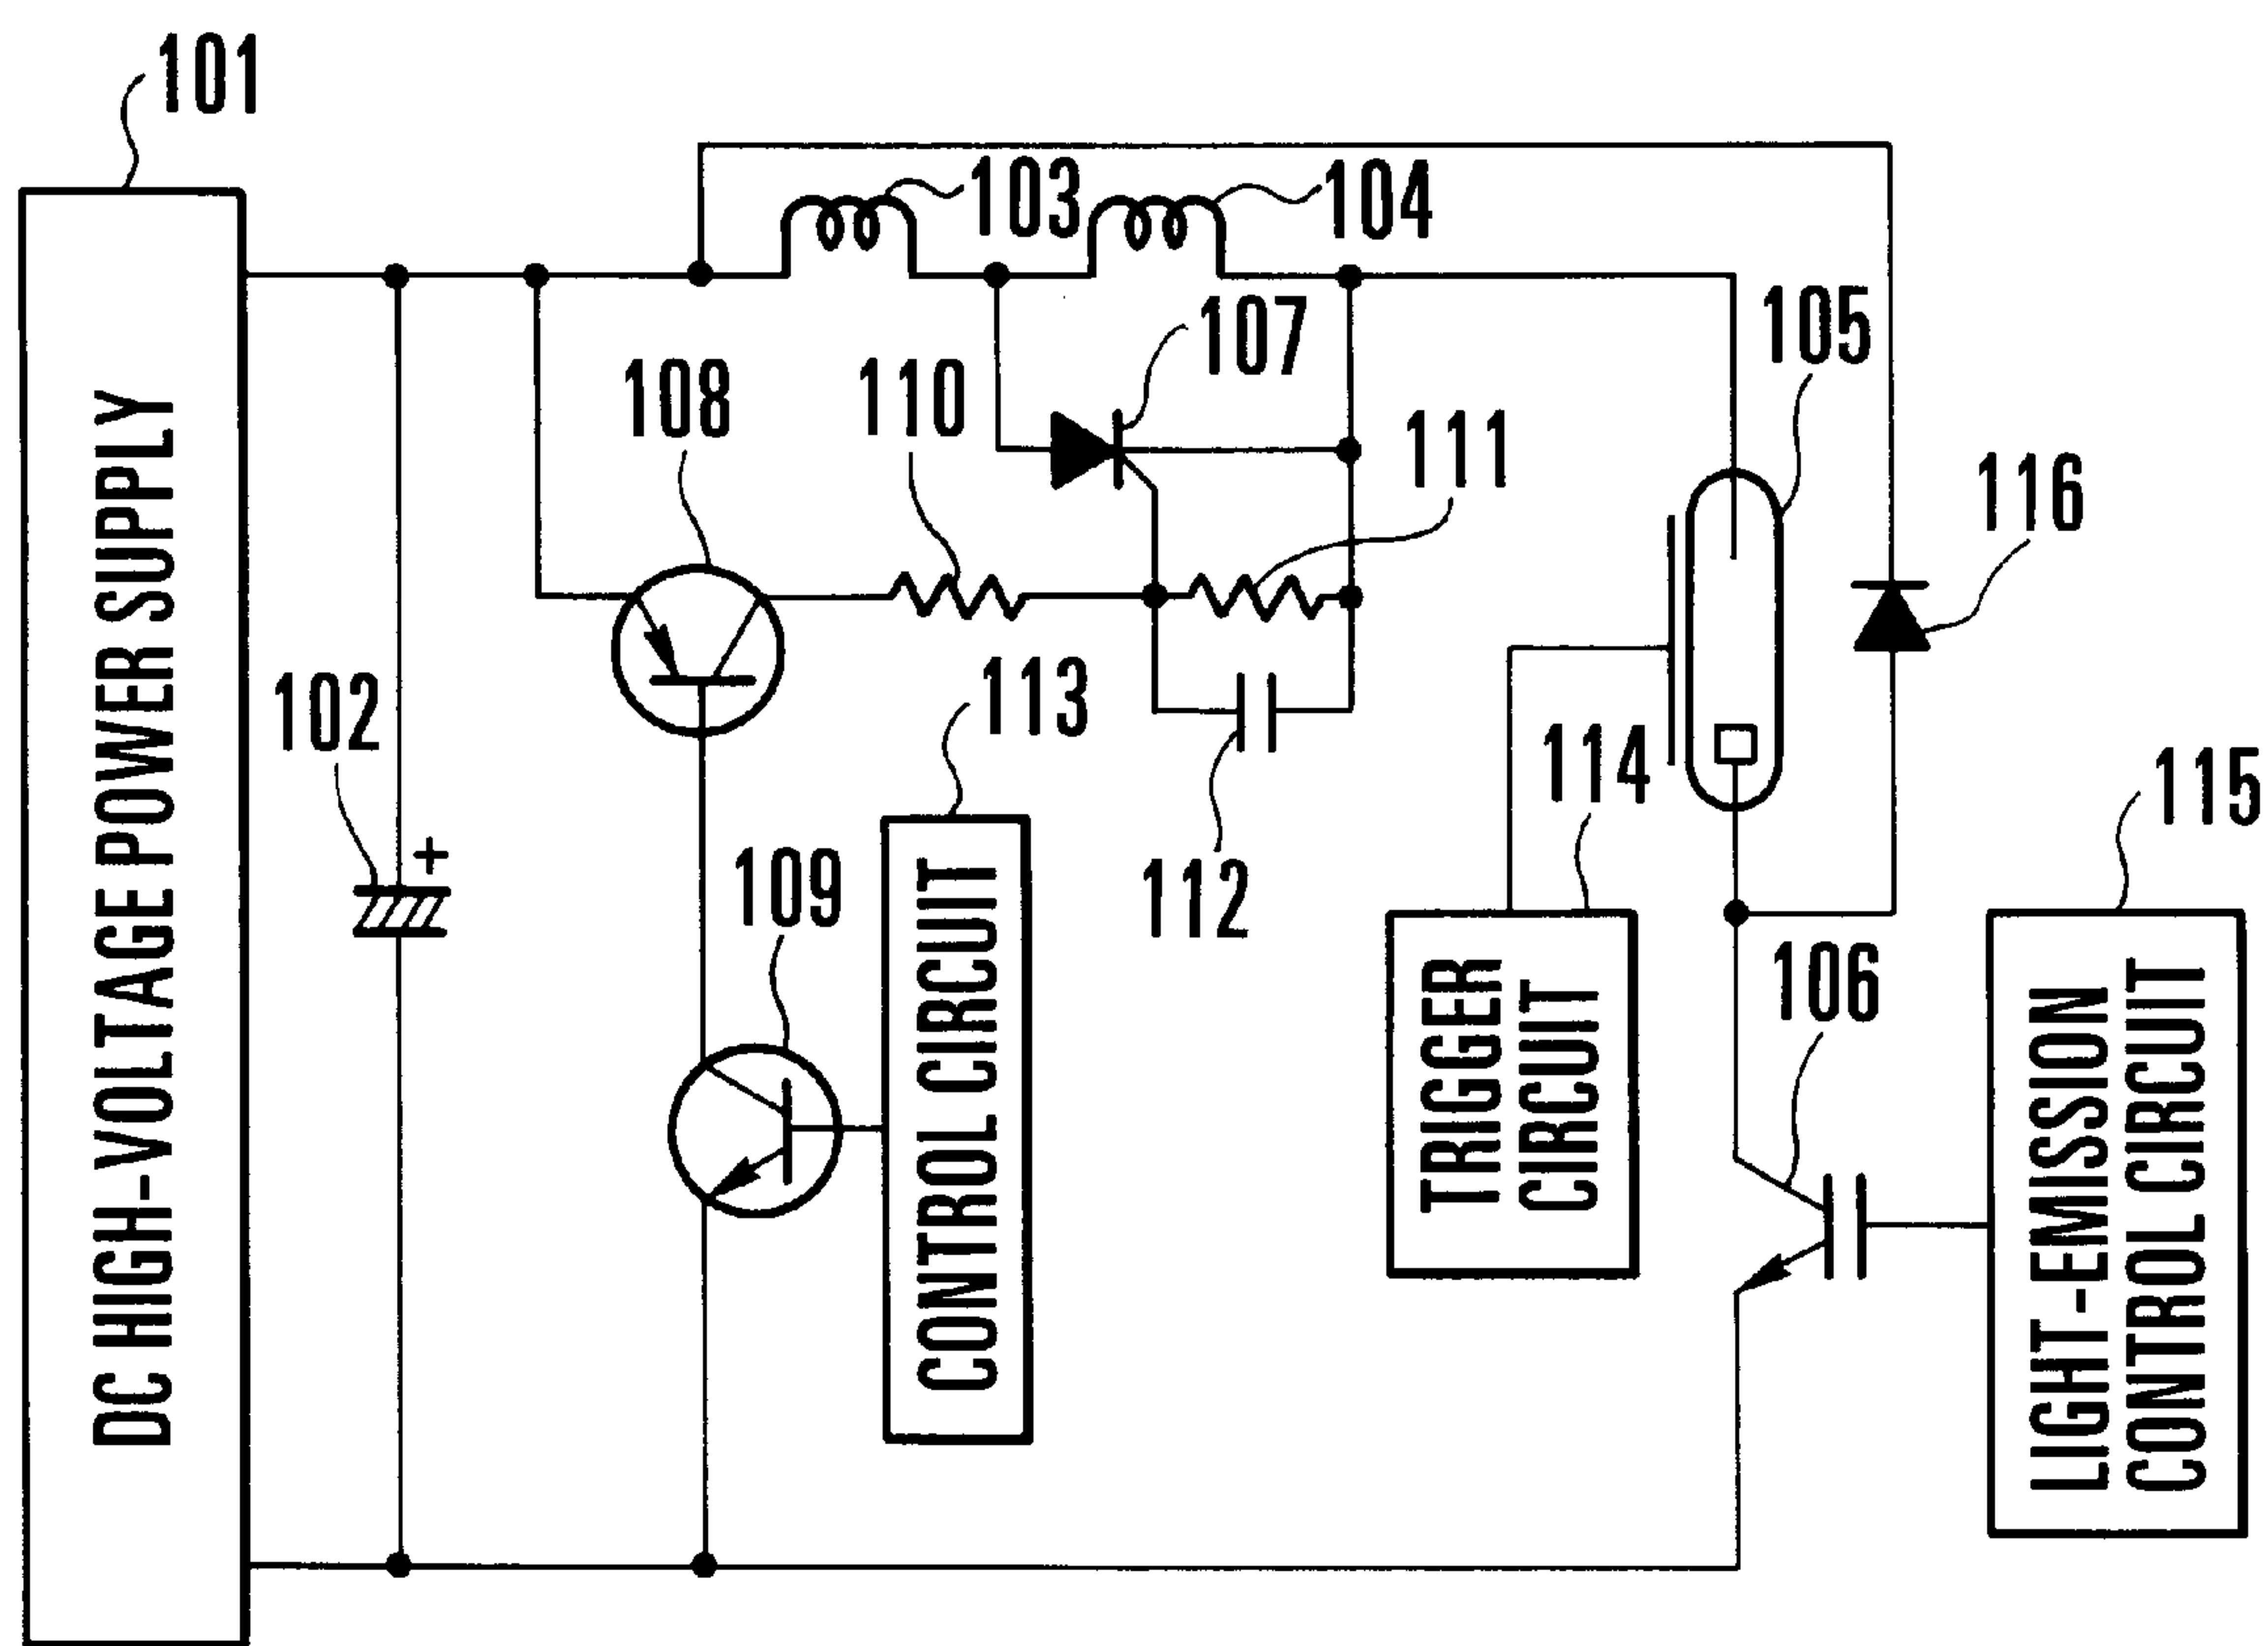 101
103
104
105
107
108
110
111
116
102
+
113
114
115
109
112
106
DC HIGH-VOLTAGE POWER SUPPLY
CONTROL CIRCUIT
TRIGGER
CIRCUIT
LIGHT-EMISSION
CONTROL CIRCUIT